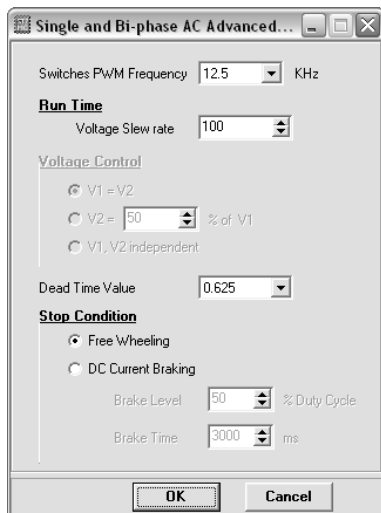 Single and Bi-phase AC Advanced...
Switches PWM Frequency 12.5 KHz
Run Time
Voltage Slew rate 100
Voltage Control
V1 = V2
V2 = 50 % of V1
V1, V2 independent
Dead Time Value 0.625
Stop Condition
Free Wheeling
DC Current Braking
Brake Level 50 % Duty Cycle
Brake Time 3000 ms
OK Cancel